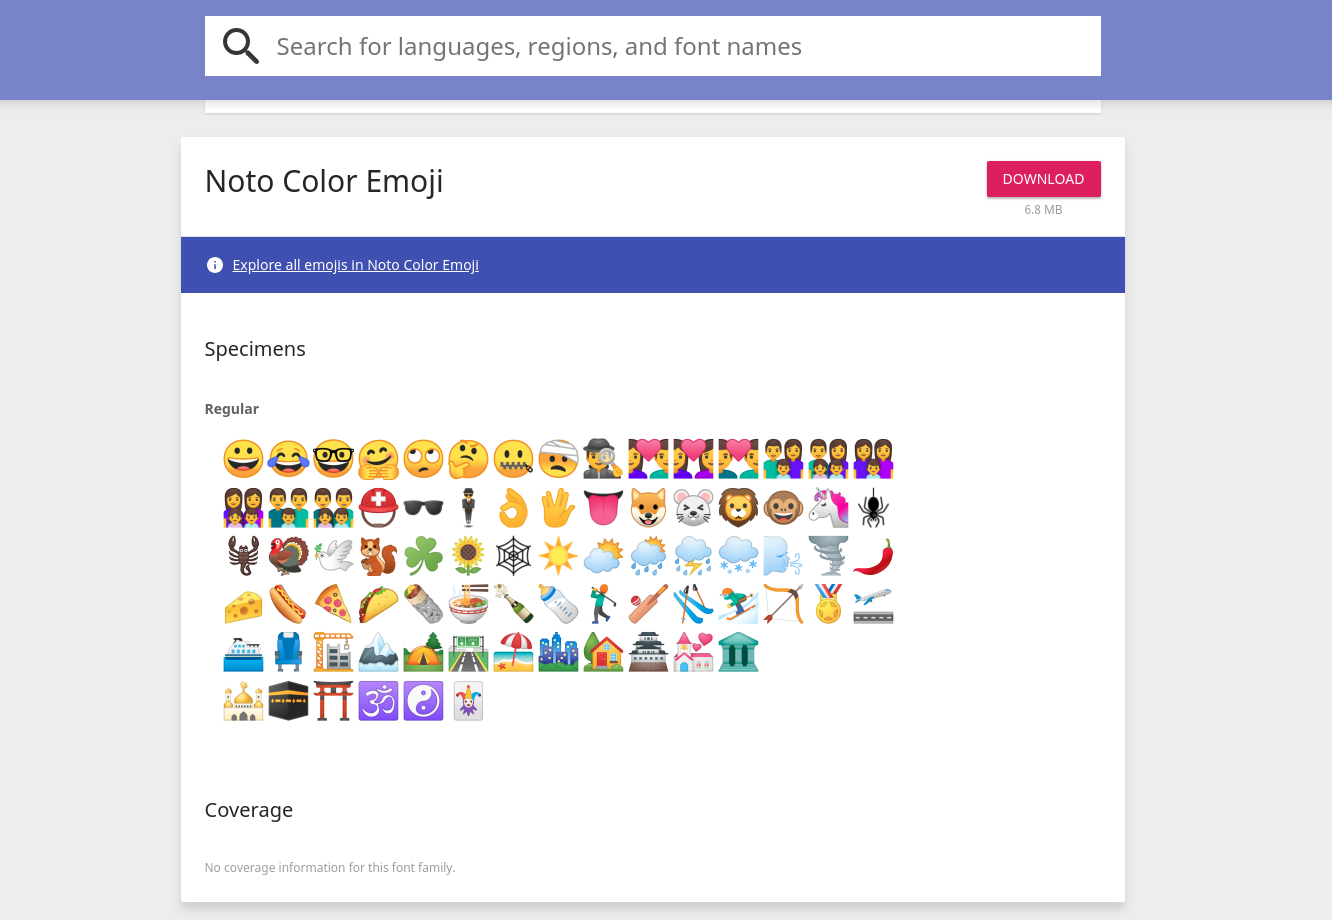 Search for languages, regions, and font names
Noto Color Emoji
DOWNLOAD
6.8 MB
Explore all emojis in Noto Color Emoji
Specimens
Regular
😀😂🤓🤗🙄🤔🤐🤕🕵👩‍❤️‍👨👩‍❤️‍👩👨‍❤️‍👨👨‍👩‍👦👨‍👩‍👧‍👦👩‍👩‍👦
👩‍👩‍👧‍👦👨‍👨‍👦👨‍👨‍👧‍👦⛑🕶🕴👌🖖👅🐶🐭🦁🐵🦄🕷
🦂🦃🕊🐿☘🌻🕸☀🌥🌦⛈🌨🌬🌪🌶
🧀🌭🍕🌮🌯🍜🍾🍼🏌🏏🎿⛷🏹🏅🛫
🛳💺🏗🏔🏕🛣🏖🏙🏡🏯💒🏛
🕌🕋⛩🕉☯🃏
Coverage
No coverage information for this font family.